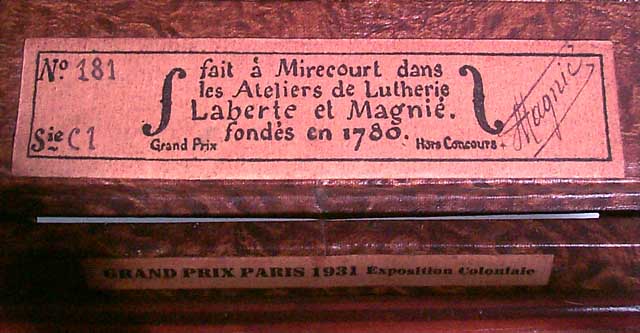 Nº 181
fait à Mirecourt dans
les Ateliers de Lutherie
Laberte et Magnié.
fondés en 1780.
Sie C1
Grand Prix
Hors Concours
Magnié
GRAND PRIX PARIS 1931 Exposition Coloniale